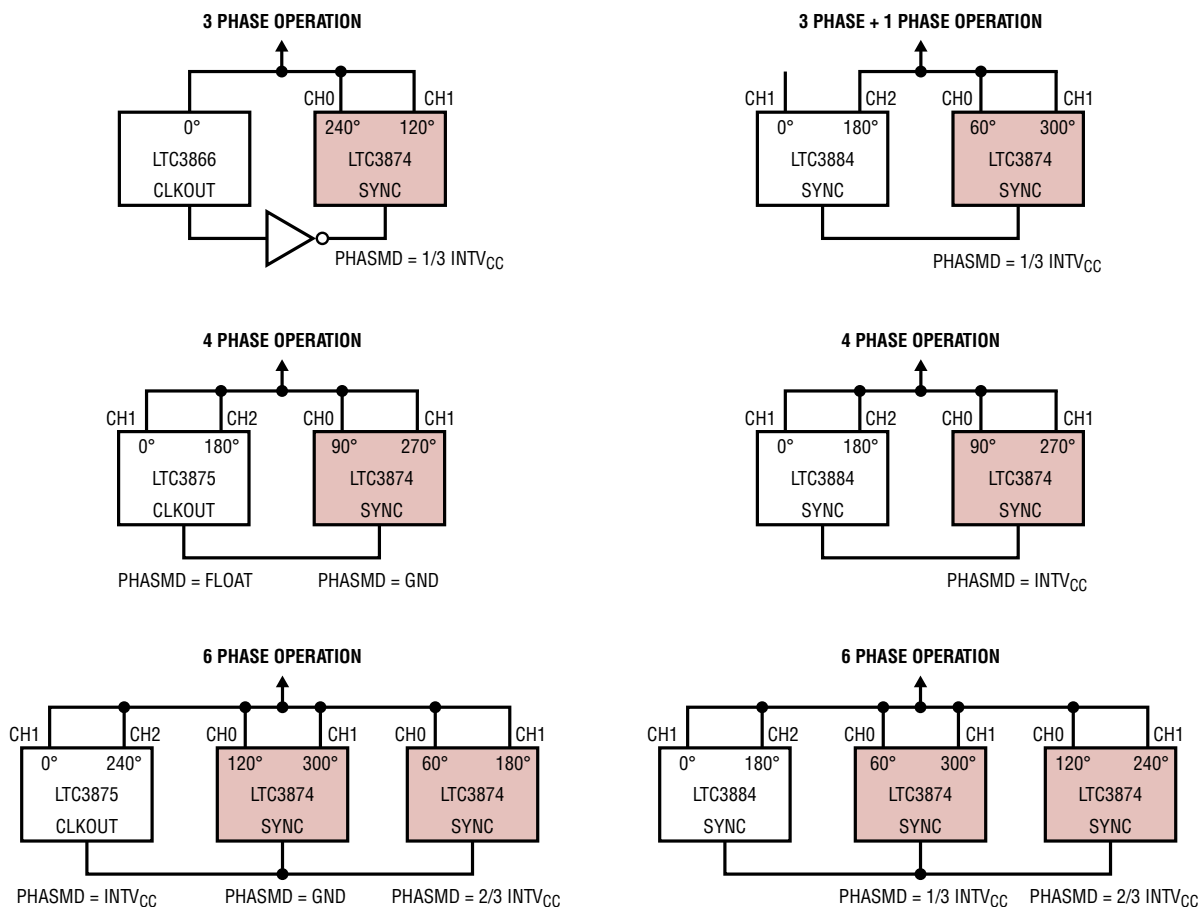 3 PHASE OPERATION
CH0 CH1
0° 240° 120°
LTC3866 LTC3874
CLKOUT SYNC
PHASMD = 1/3 INTVCC
3 PHASE + 1 PHASE OPERATION
CH1 CH2 CH0 CH1
0° 180° 60° 300°
LTC3884 LTC3874
SYNC SYNC
PHASMD = 1/3 INTVCC
4 PHASE OPERATION
CH1 CH2 CH0 CH1
0° 180° 90° 270°
LTC3875 LTC3874
CLKOUT SYNC
PHASMD = FLOAT PHASMD = GND
4 PHASE OPERATION
CH1 CH2 CH0 CH1
0° 180° 90° 270°
LTC3884 LTC3874
SYNC SYNC
PHASMD = INTVCC
6 PHASE OPERATION
CH1 CH2 CH0 CH1 CH0 CH1
0° 240° 120° 300° 60° 180°
LTC3875 LTC3874 LTC3874
CLKOUT SYNC SYNC
PHASMD = INTVCC PHASMD = GND PHASMD = 2/3 INTVCC
6 PHASE OPERATION
CH1 CH2 CH0 CH1 CH0 CH1
0° 180° 60° 300° 120° 240°
LTC3884 LTC3874 LTC3874
SYNC SYNC SYNC
PHASMD = 1/3 INTVCC PHASMD = 2/3 INTVCC